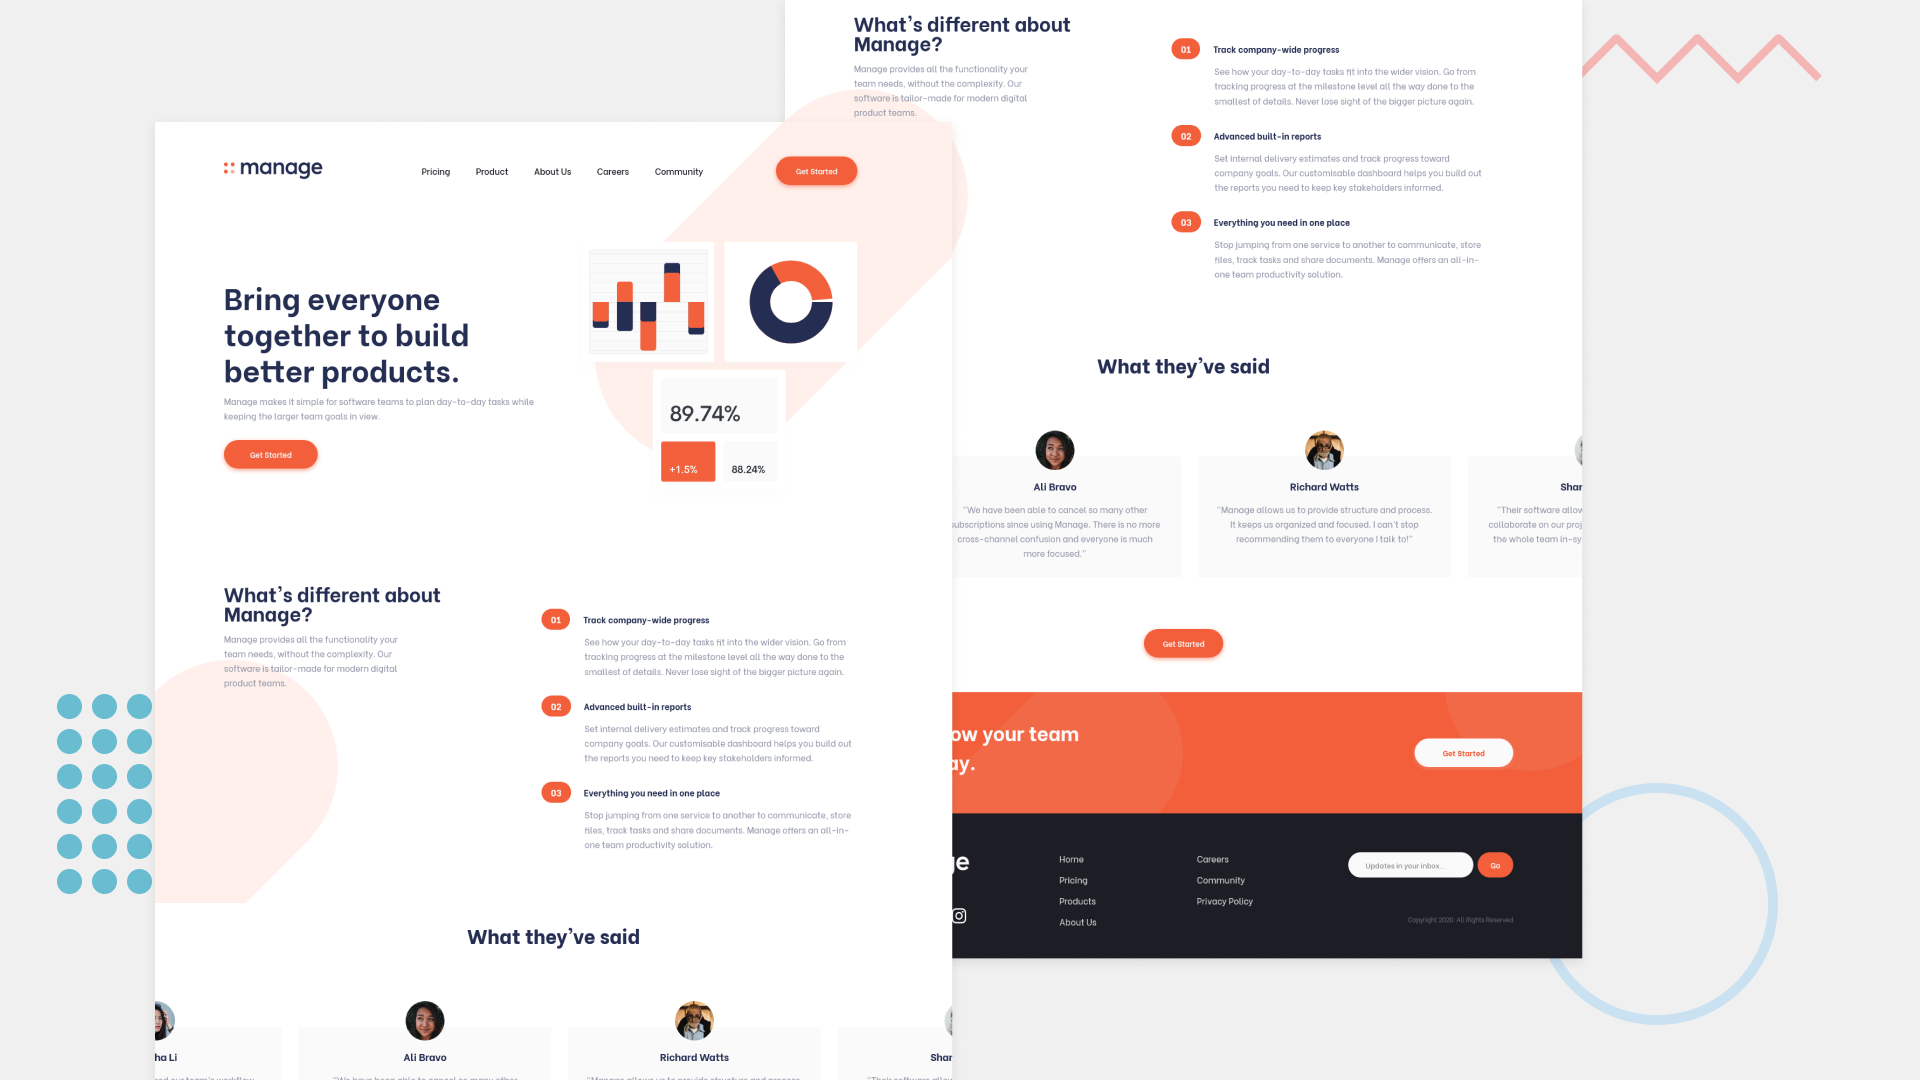 manage
Pricing
Product
About Us
Careers
Community
Get Started
Bring everyone
together to build
better products.
Manage makes it simple for software teams to plan day-to-day tasks while
keeping the larger team goals in view.
Get Started
89.74%
+1.5%
88.24%
What's different about
Manage?
Manage provides all the functionality your
team needs, without the complexity. Our
software is tailor-made for modern digital
product teams.
01
Track company-wide progress
See how your day-to-day tasks fit into the wider vision. Go from
tracking progress at the milestone level all the way done to the
smallest of details. Never lose sight of the bigger picture again.
02
Advanced built-in reports
Set internal delivery estimates and track progress toward
company goals. Our customisable dashboard helps you build out
the reports you need to keep key stakeholders informed.
03
Everything you need in one place
Stop jumping from one service to another to communicate, store
files, track tasks and share documents. Manage offers an all-in-
one team productivity solution.
What they've said
ha Li
Ali Bravo
Richard Watts
Shar
What's different about
Manage?
Manage provides all the functionality your
team needs, without the complexity. Our
software is tailor-made for modern digital
product teams.
01
Track company-wide progress
See how your day-to-day tasks fit into the wider vision. Go from
tracking progress at the milestone level all the way done to the
smallest of details. Never lose sight of the bigger picture again.
02
Advanced built-in reports
Set internal delivery estimates and track progress toward
company goals. Our customisable dashboard helps you build out
the reports you need to keep key stakeholders informed.
03
Everything you need in one place
Stop jumping from one service to another to communicate, store
files, track tasks and share documents. Manage offers an all-in-
one team productivity solution.
What they've said
Ali Bravo
"We have been able to cancel so many other
ubscriptions since using Manage. There is no more
cross-channel confusion and everyone is much
more focused."
Richard Watts
"Manage allows us to provide structure and process.
It keeps us organized and focused. I can't stop
recommending them to everyone I talk to!"
Shar
"Their software allow
collaborate on our proj
the whole team in-sy
Get Started
ow your team
ay.
Get Started
ge
Home
Pricing
Products
About Us
Careers
Community
Privacy Policy
Updates in your inbox...
Go
Copyright 2020. All Rights Reserved